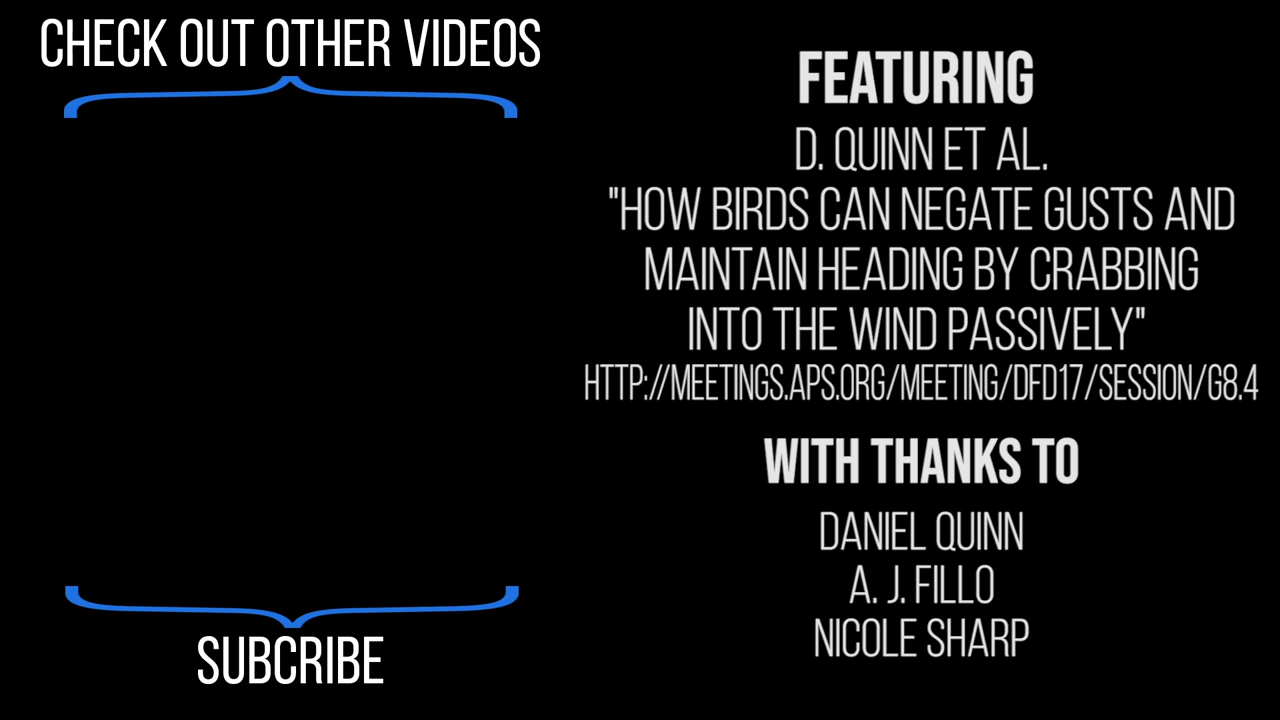 CHECK OUT OTHER VIDEOS
SUBCRIBE
FEATURING
D. QUINN ET AL.
"HOW BIRDS CAN NEGATE GUSTS AND
MAINTAIN HEADING BY CRABBING
INTO THE WIND PASSIVELY"
HTTP://MEETINGS.APS.ORG/MEETING/DFD17/SESSION/G8.4
WITH THANKS TO
DANIEL QUINN
A. J. FILLO
NICOLE SHARP